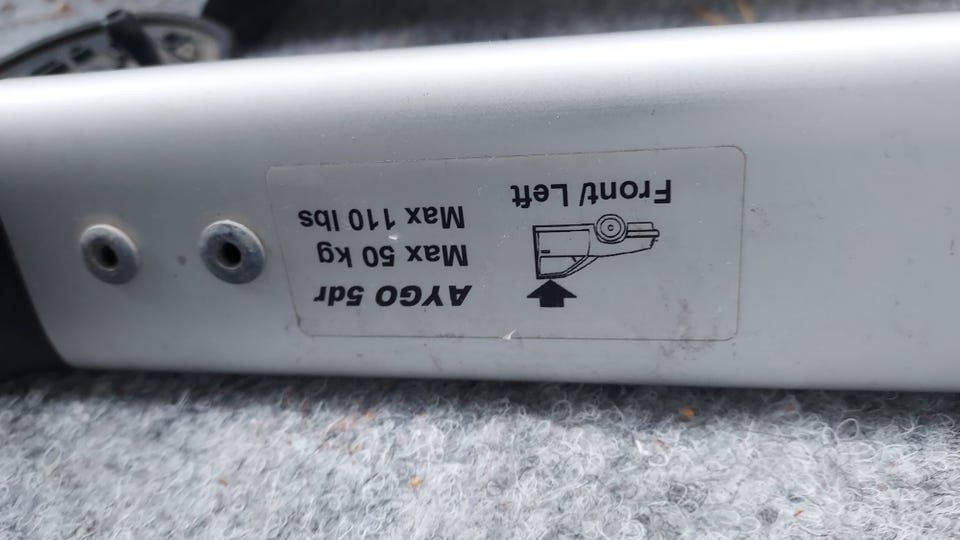 AYGO 5dr
Max 50 kg
Max 110 lbs
Front/ Left